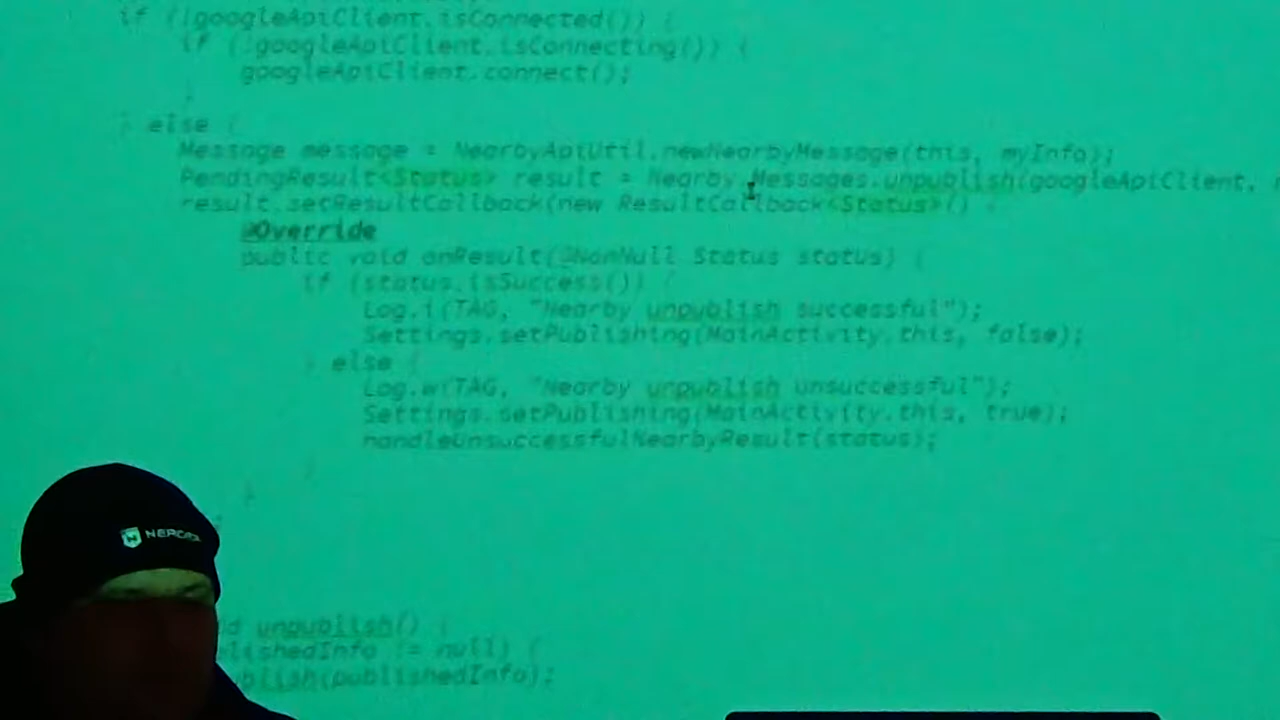 if (!googleApiClient.isConnected()) {
if (!googleApiClient.isConnecting()) {
googleApiClient.connect();
}
} else {
Message message = NearbyApiUtil.newNearbyMessage(this, myInfo);
PendingResult<Status> result = Nearby.Messages.unpublish(googleApiClient,
result.setResultCallback(new ResultCallback<Status>() {
@Override
public void onResult(@NonNull Status status) {
if (status.isSuccess()) {
Log.i(TAG, "Nearby unpublish successful");
Settings.setPublishing(MainActivity.this, false);
} else {
Log.w(TAG, "Nearby unpublish unsuccessful");
Settings.setPublishing(MainActivity.this, true);
handleUnsuccessfulNearbyResult(status);
}
}
unpublish() {
!= null) {
(publishedInfo);